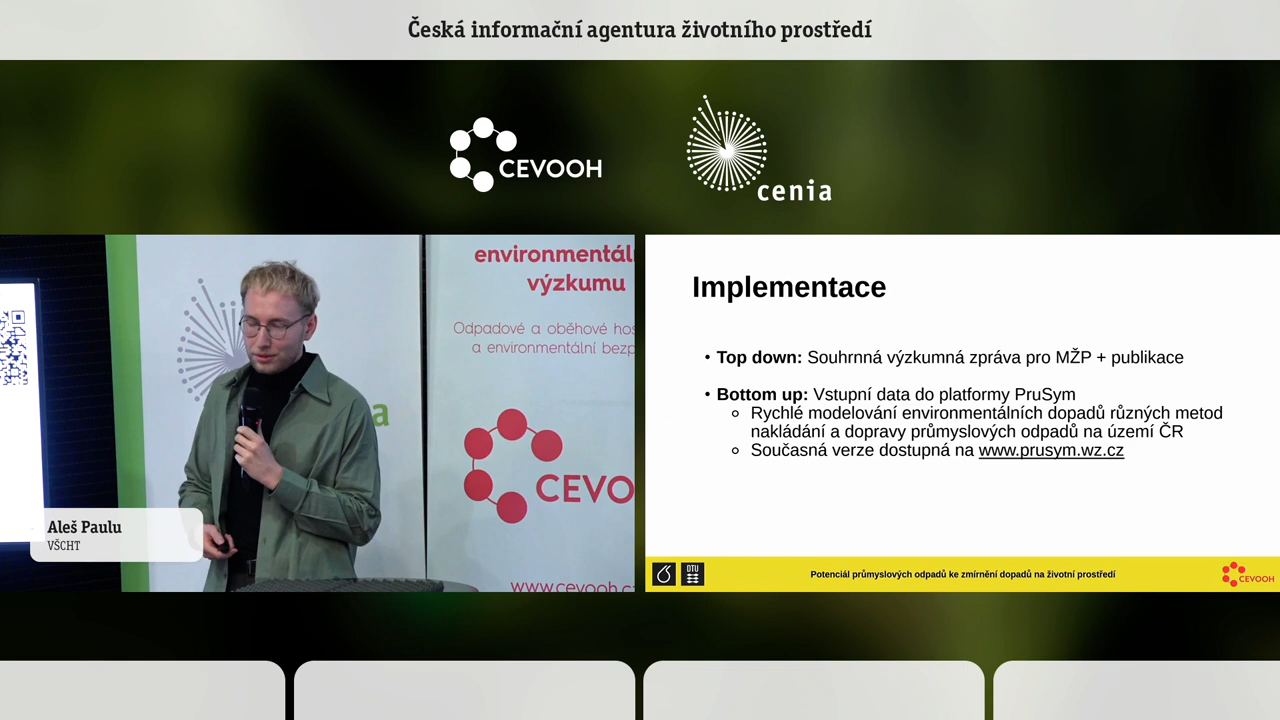 Česká informační agentura životního prostředí
CEVOOH
cenia
environmentál
výzkumu
Odpadové a oběhové hos
a environmentální bezp
a
CEVO
www.cevooh.c
Aleš Paulu
VŠCHT
Implementace
• Top down: Souhrnná výzkumná zpráva pro MŽP + publikace
• Bottom up: Vstupní data do platformy PruSym
Rychlé modelování environmentálních dopadů různých metod
nakládání a dopravy průmyslových odpadů na území ČR
Současná verze dostupná na www.prusym.wz.cz
DTU
Potenciál průmyslových odpadů ke zmírnění dopadů na životní prostředí
CEVOOH